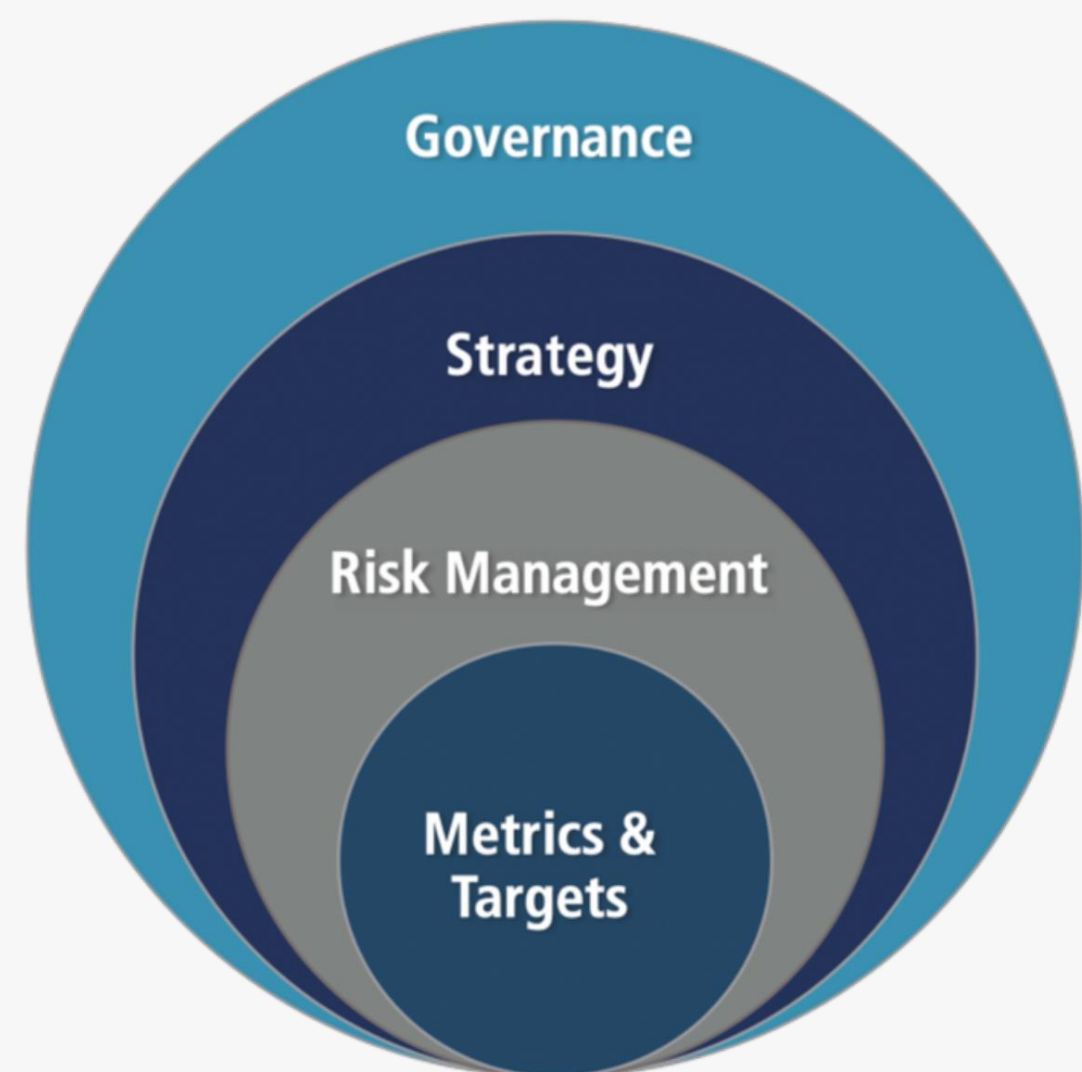 Governance
Strategy
Risk Management
Metrics &
Targets